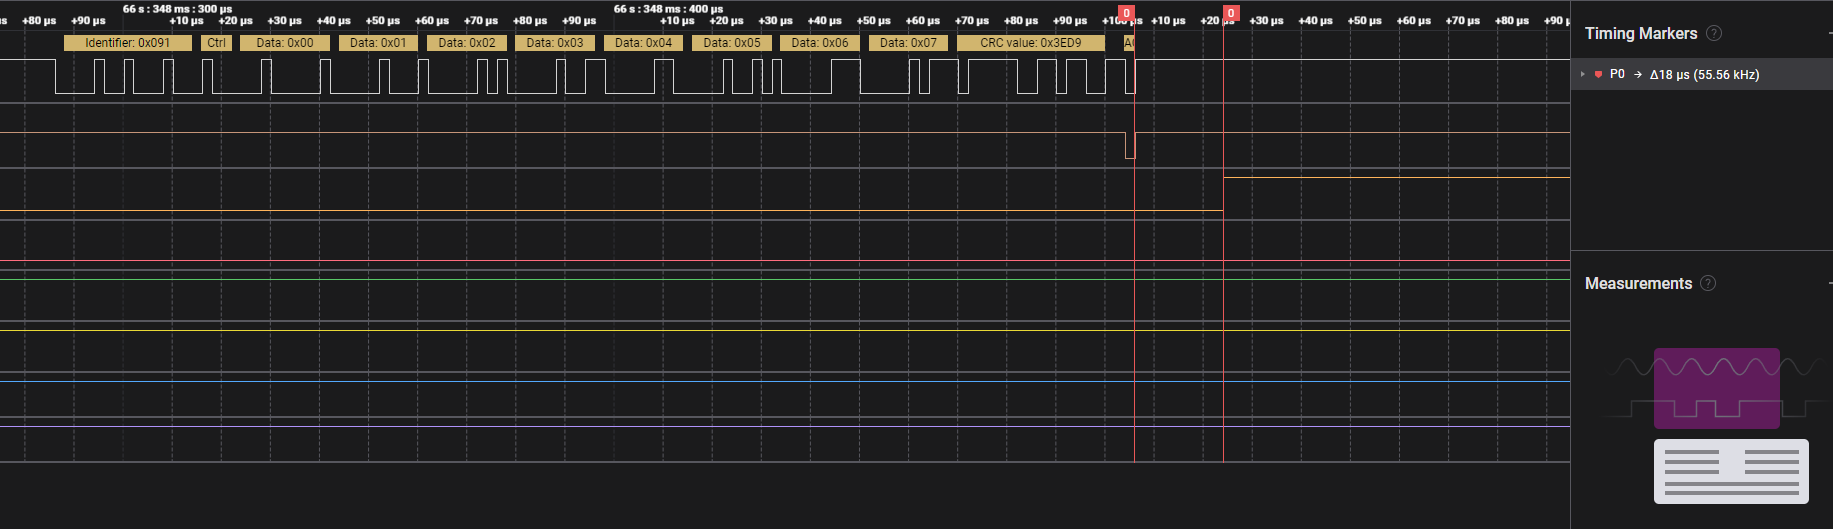 66 s : 348 ms : 300 µs 66 s : 348 ms : 400 µs
µs +80 µs +90 µs +10 µs +20 µs +30 µs +40 µs +50 µs +60 µs +70 µs +80 µs +90 µs +10 µs +20 µs +30 µs +40 µs +50 µs +60 µs +70 µs +80 µs +90 µs +100 µs +10 µs +20 µs +30 µs +40 µs +50 µs +60 µs +70 µs +80 µs +90 µ
0 0
Identifier: 0x091 Ctrl Data: 0x00 Data: 0x01 Data: 0x02 Data: 0x03 Data: 0x04 Data: 0x05 Data: 0x06 Data: 0x07 CRC value: 0x3ED9
Timing Markers ?
P0 → Δ18 µs (55.56 kHz)
Measurements ?